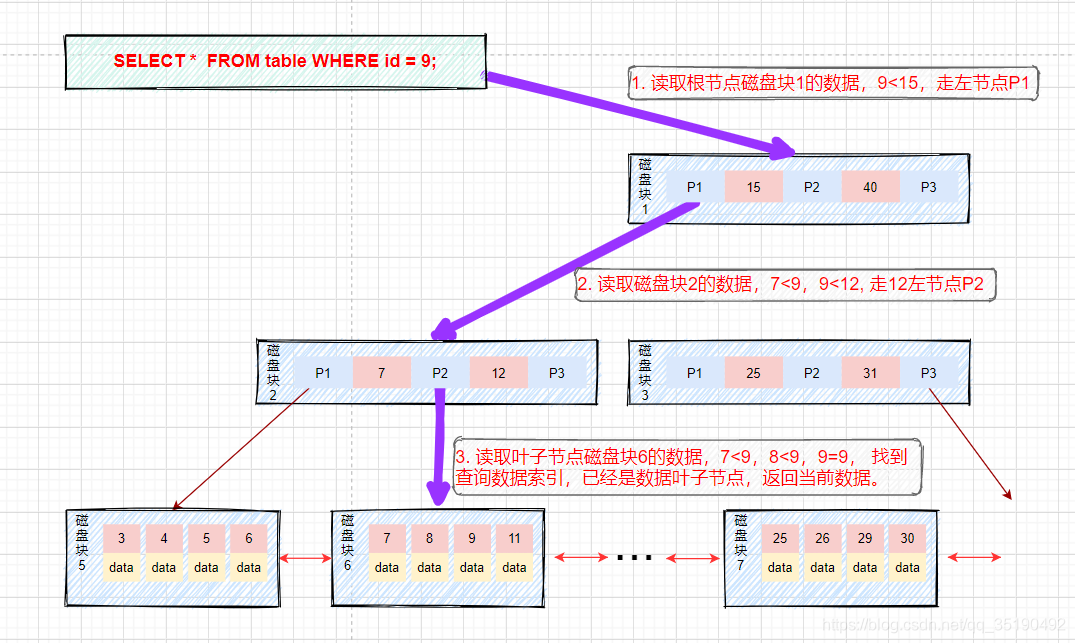 SELECT * FROM table WHERE id = 9;
1. 读取根节点磁盘块1的数据，9<15，走左节点P1
磁盘块1
P1 15 P2 40 P3
2. 读取磁盘块2的数据，7<9，9<12, 走12左节点P2
磁盘块2
P1 7 P2 12 P3
磁盘块3
P1 25 P2 31 P3
3. 读取叶子节点磁盘块6的数据，7<9，8<9，9=9， 找到
查询数据索引，已经是数据叶子节点，返回当前数据。
磁盘块5
3 4 5 6
data data data data
磁盘块6
7 8 9 11
data data data data
...
磁盘块7
25 26 29 30
data data data data
https://blog.csdn.net/qq_35190492